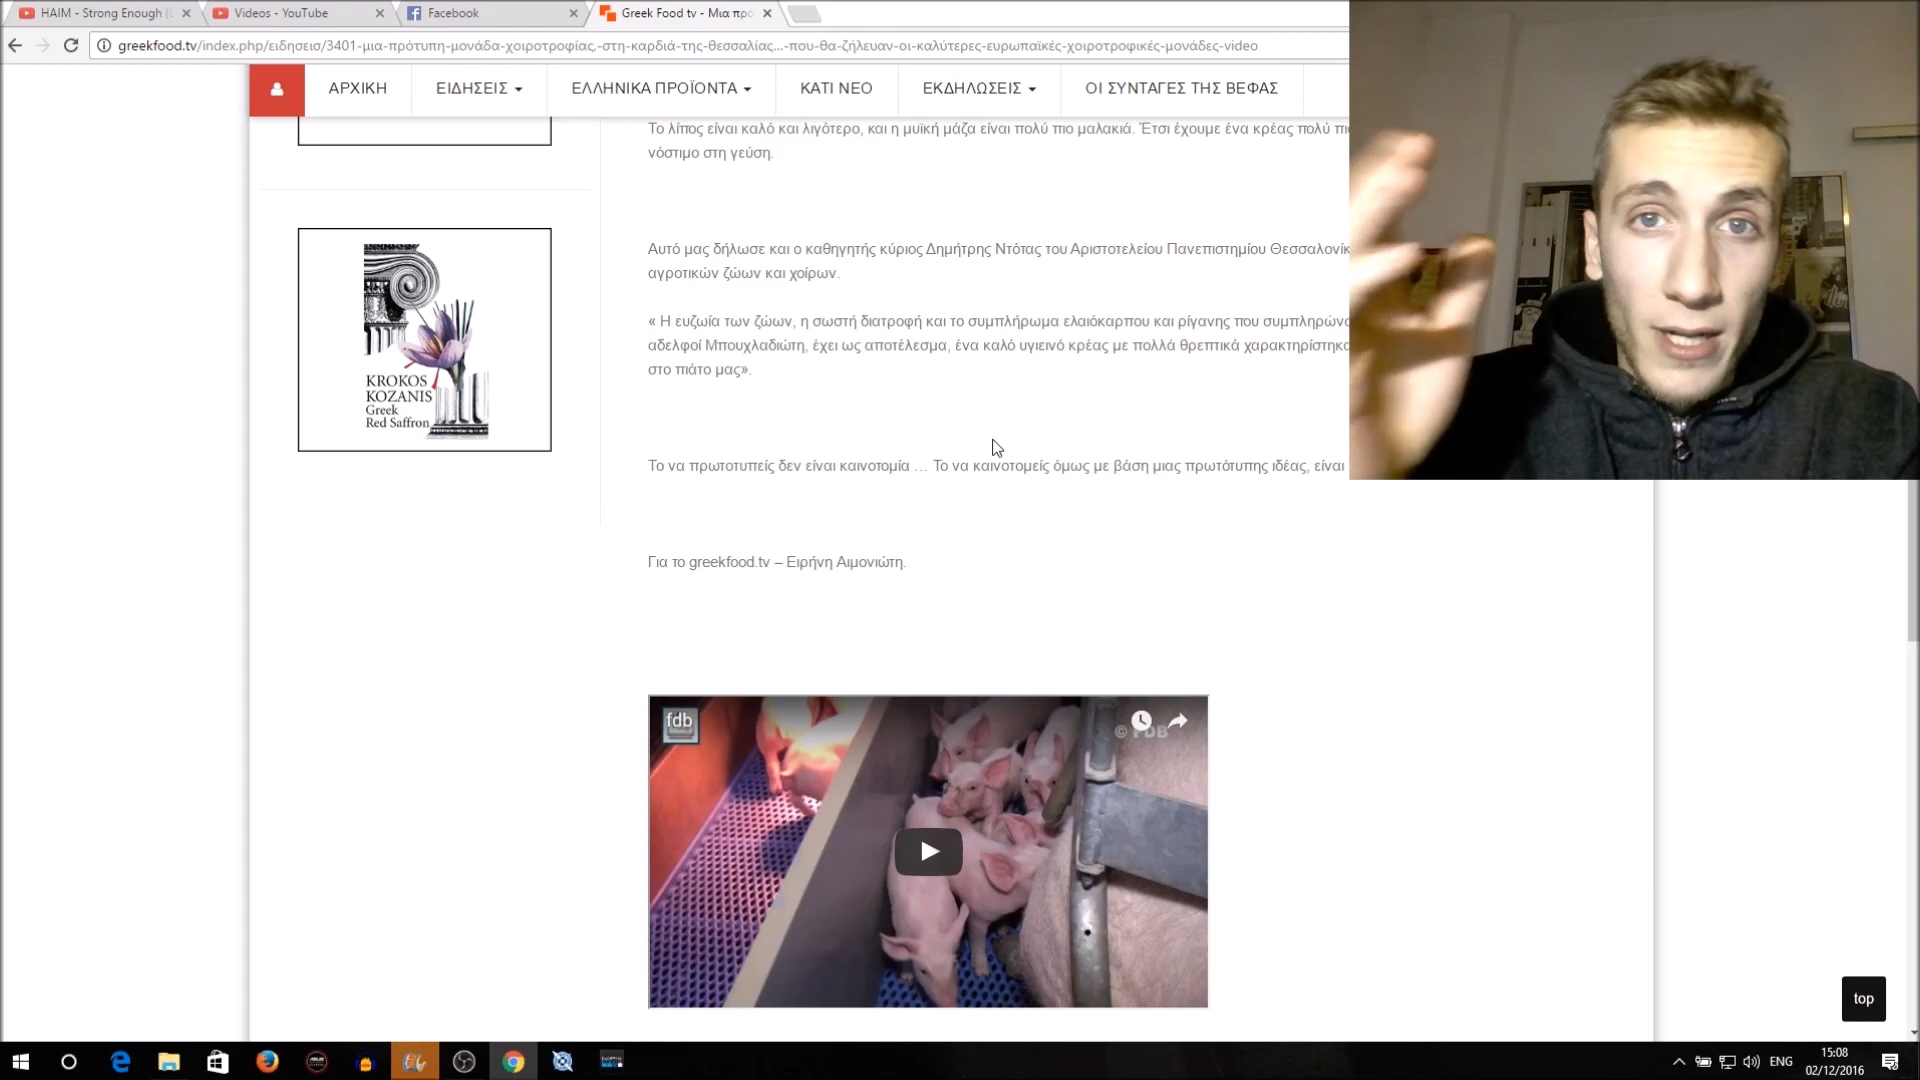 HAIM - Strong Enough (
Videos - YouTube
Facebook
Greek Food tv - Μια πρό
greekfood.tv/index.php/ειδησεισ/3401-μια-πρότυπη-μονάδα-χοιροτροφίας,-στη-καρδιά-της-θεσσαλίας...-που-θα-ζήλευαν-οι-καλύτερες-ευρωπαϊκές-χοιροτροφικές-μονάδες-video
ΑΡΧΙΚΗ ΕΙΔΗΣΕΙΣ ΕΛΛΗΝΙΚΑ ΠΡΟΪΟΝΤΑ ΚΑΤΙ ΝΕΟ ΕΚΔΗΛΩΣΕΙΣ ΟΙ ΣΥΝΤΑΓΕΣ ΤΗΣ ΒΕΦΑΣ
Το λίπος είναι καλό και λιγότερο, και η μυϊκή μάζα είναι πολύ πιο μαλακιά. Έτσι έχουμε ένα κρέας πολύ
νόστιμο στη γεύση.
Αυτό μας δήλωσε και ο καθηγητής κύριος Δημήτρης Ντότας του Αριστοτελείου Πανεπιστημίου Θεσσαλονίκ
αγροτικών ζώων και χοίρων.
« Η ευζωία των ζώων, η σωστή διατροφή και το συμπλήρωμα ελαιόκαρπου και ρίγανης που συμπληρώνο
αδελφοί Μπουχλαδιώτη, έχει ως αποτέλεσμα, ένα καλό υγιεινό κρέας με πολλά θρεπτικά χαρακτηρίστηκα
στο πιάτο μας».
Το να πρωτοτυπείς δεν είναι καινοτομία … Το να καινοτομείς όμως με βάση μιας πρωτότυπης ιδέας, είναι
Για το greekfood.tv – Ειρήνη Αιμονιώτη.
KROKOS
KOZANIS
Greek
Red Saffron
fdb
© FDB
top
ENG
15:08
02/12/2016